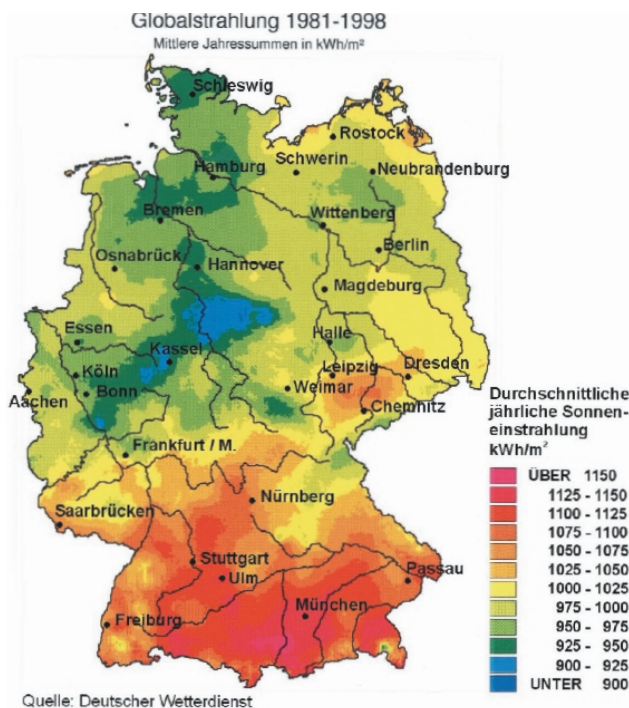 Globalstrahlung 1981-1998
Mittlere Jahressummen in kWh/m²
Schleswig
Rostock
Hamburg
Schwerin
Neubrandenburg
Bremen
Wittenberg
Berlin
Osnabrück
Hannover
Magdeburg
Essen
Halle
Kassel
Köln
Leipzig
Dresden
Bonn
Weimar
Aachen
Chemnitz
Frankfurt / M.
Nürnberg
Saarbrücken
Stuttgart
Ulm
Passau
München
Freiburg
Durchschnittliche
jährliche Sonnen-
einstrahlung
kWh/m²
ÜBER 1150
1125 - 1150
1100 - 1125
1075 - 1100
1050 - 1075
1025 - 1050
1000 - 1025
975 - 1000
950 - 975
925 - 950
900 - 925
UNTER 900
Quelle: Deutscher Wetterdienst